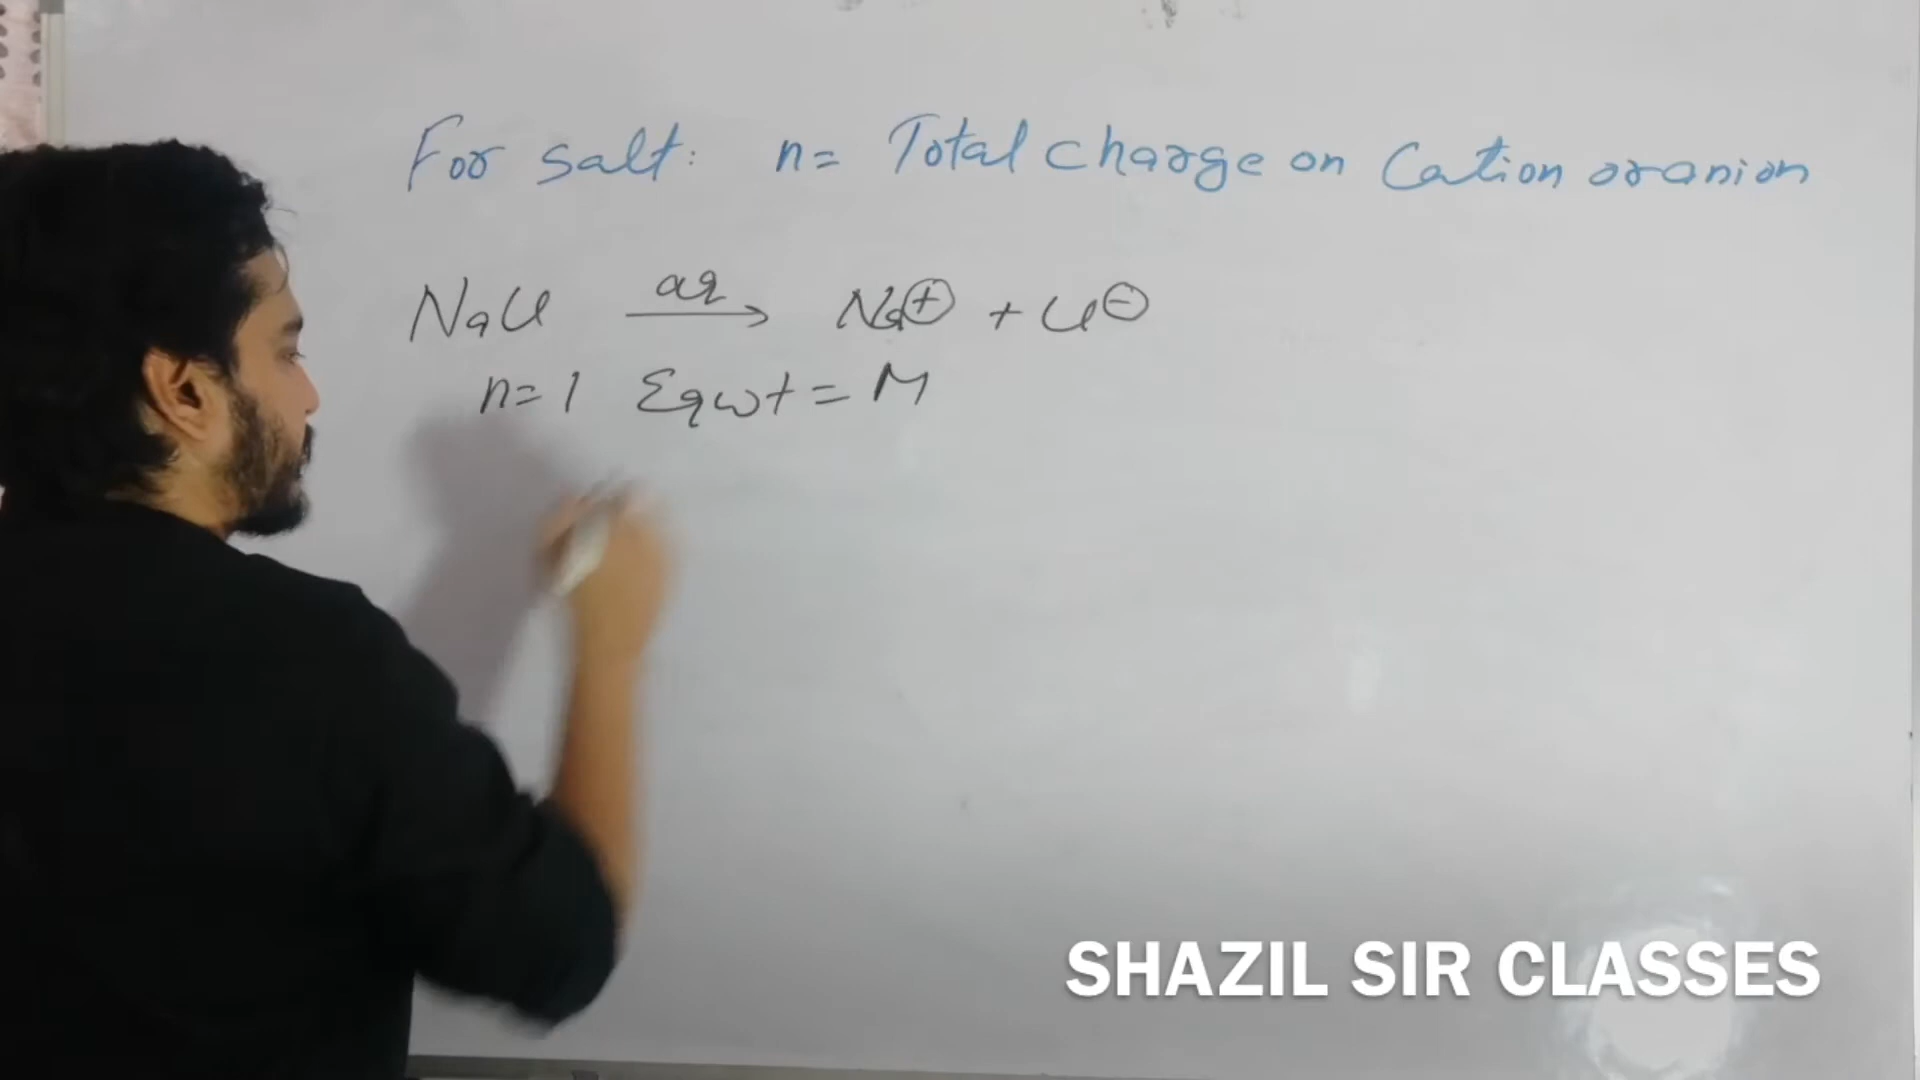 For salt: n= Total charge on Cation or anion
NaCl aq → Na⊕ + Cl⊖
n=1 Eqwt = M
SHAZIL SIR CLASSES